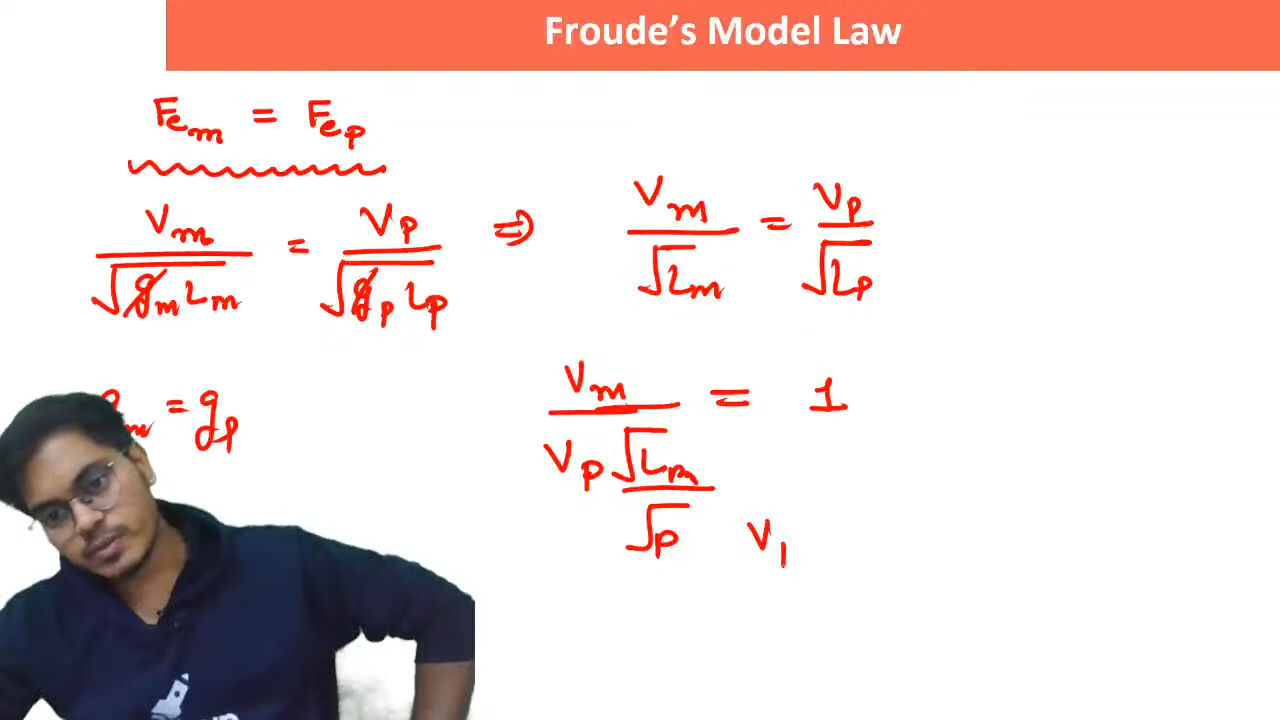 Froude's Model Law
Fe_m = Fe_p
V_m / √(g_m L_m) = V_p / √(g_p L_p) ⇒ V_m / √L_m = V_p / √L_p
_m = g_p
V_m / (V_p √L_m / √p) = 1
V_1